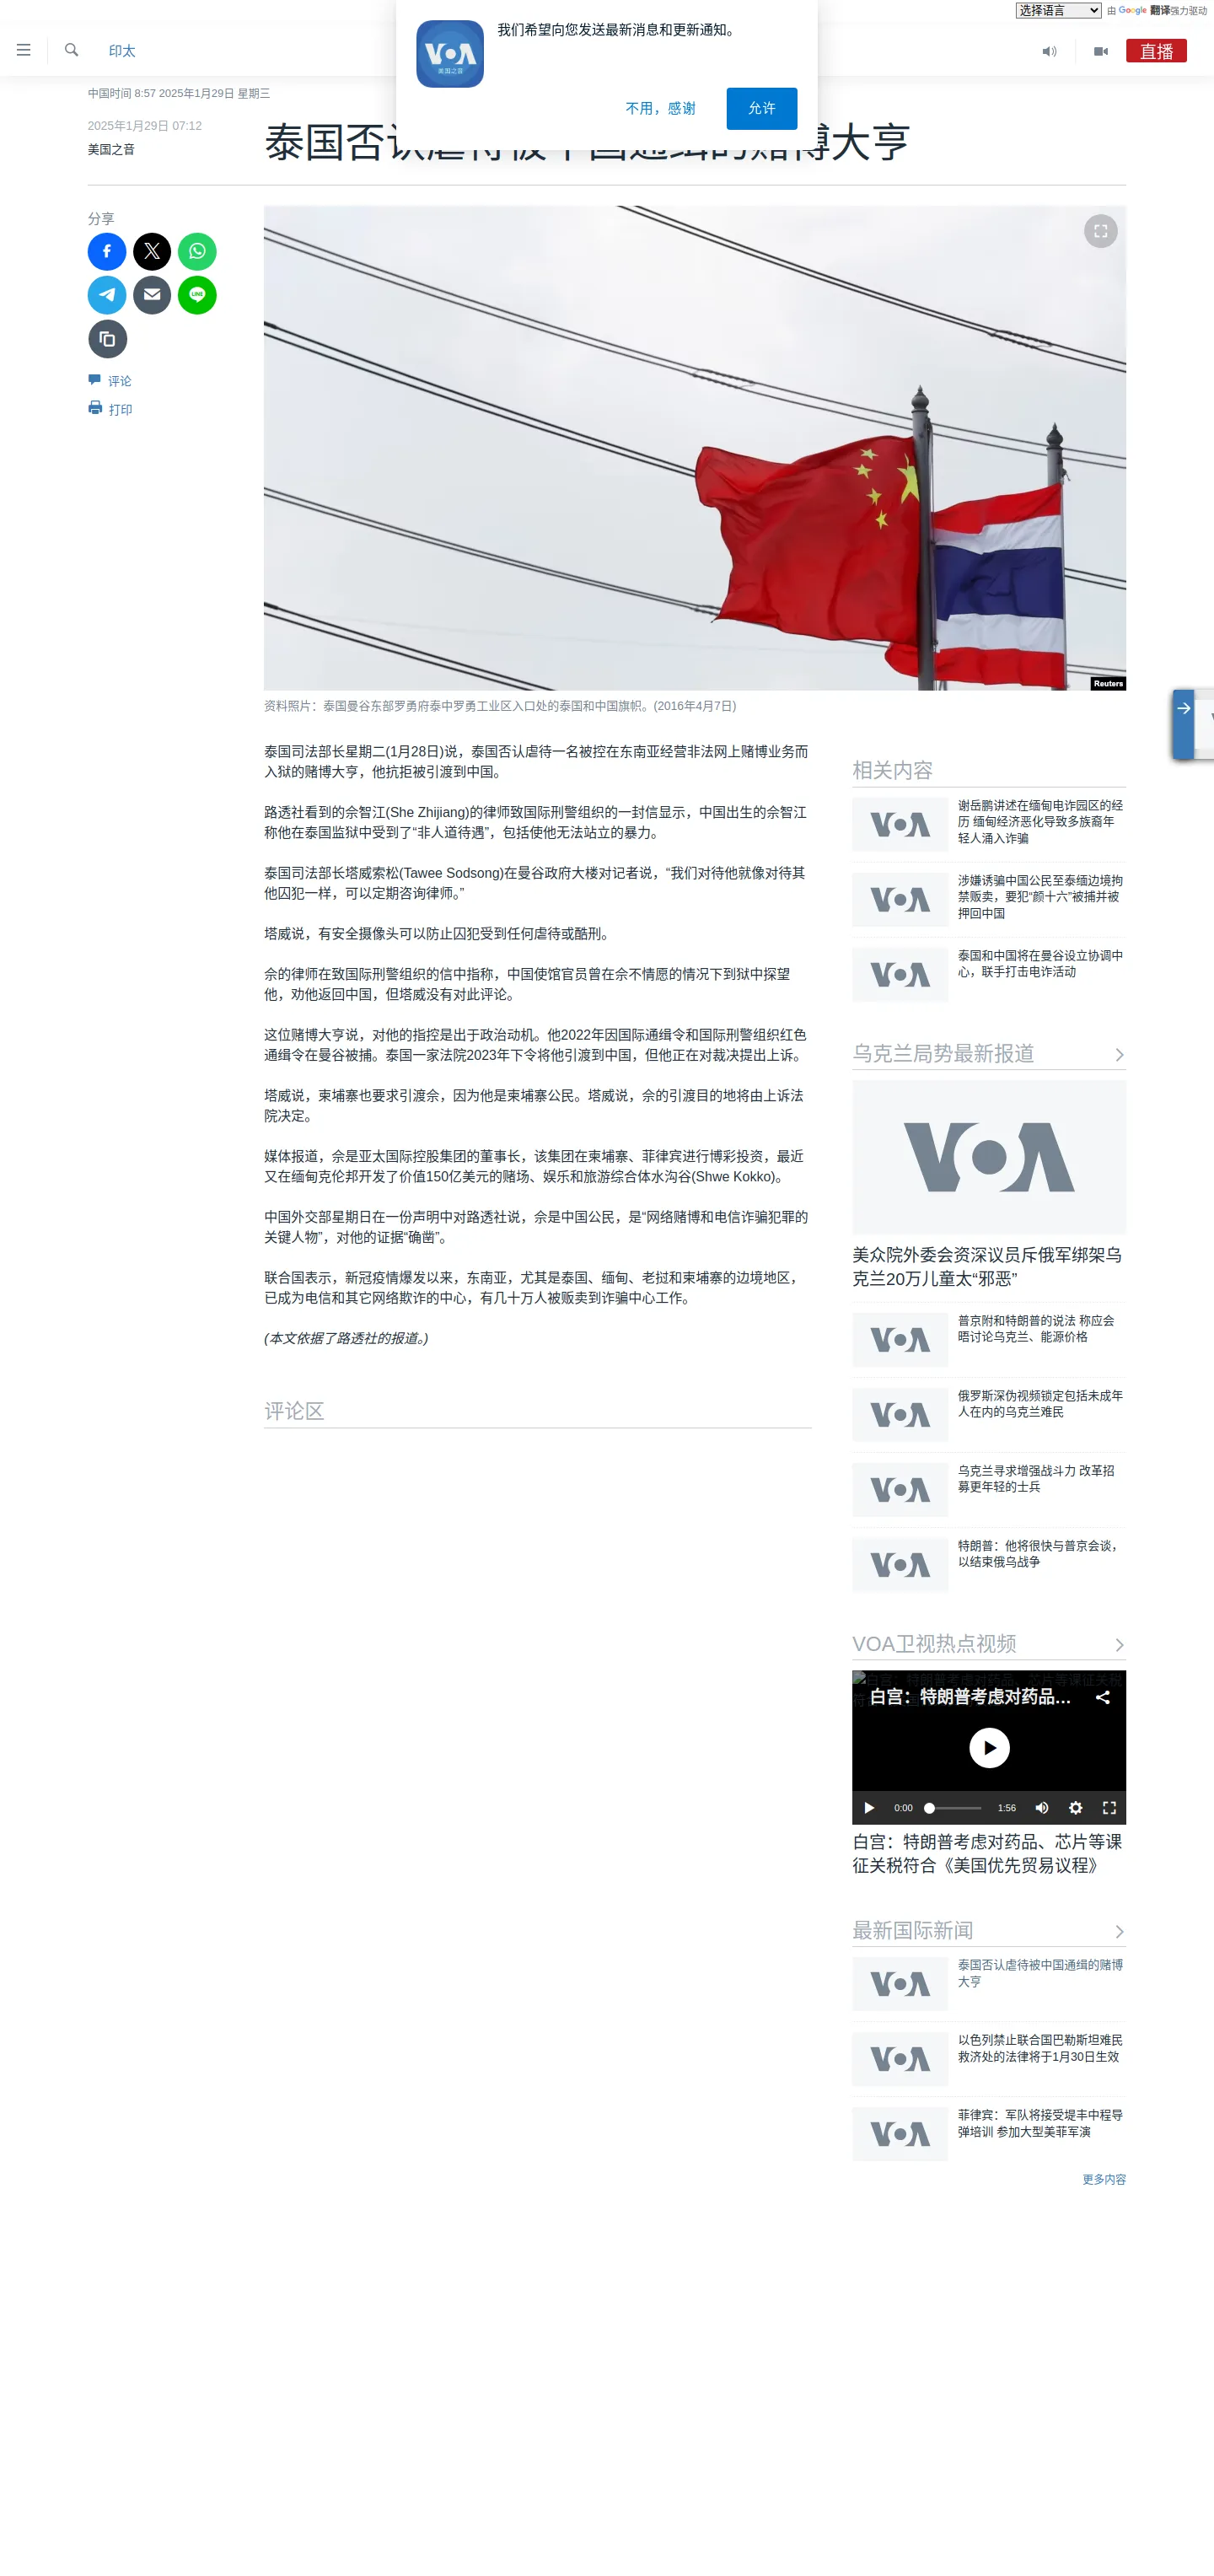 选择语言
由 Google 翻译强力驱动
我们希望向您发送最新消息和更新通知。
VOA
美国之音
不用，感谢
允许
印太
直播
中国时间 8:57 2025年1月29日 星期三
2025年1月29日 07:12
美国之音
泰国否
博大亨
分享
LINE
评论
打印
Reuters
资料照片：泰国曼谷东部罗勇府泰中罗勇工业区入口处的泰国和中国旗帜。(2016年4月7日)
泰国司法部长星期二(1月28日)说，泰国否认虐待一名被控在东南亚经营非法网上赌博业务而
入狱的赌博大亨，他抗拒被引渡到中国。
路透社看到的佘智江(She Zhijiang)的律师致国际刑警组织的一封信显示，中国出生的佘智江
称他在泰国监狱中受到了“非人道待遇”，包括使他无法站立的暴力。
泰国司法部长塔威索松(Tawee Sodsong)在曼谷政府大楼对记者说，“我们对待他就像对待其
他囚犯一样，可以定期咨询律师。”
塔威说，有安全摄像头可以防止囚犯受到任何虐待或酷刑。
佘的律师在致国际刑警组织的信中指称，中国使馆官员曾在佘不情愿的情况下到狱中探望
他，劝他返回中国，但塔威没有对此评论。
这位赌博大亨说，对他的指控是出于政治动机。他2022年因国际通缉令和国际刑警组织红色
通缉令在曼谷被捕。泰国一家法院2023年下令将他引渡到中国，但他正在对裁决提出上诉。
塔威说，柬埔寨也要求引渡佘，因为他是柬埔寨公民。塔威说，佘的引渡目的地将由上诉法
院决定。
媒体报道，佘是亚太国际控股集团的董事长，该集团在柬埔寨、菲律宾进行博彩投资，最近
又在缅甸克伦邦开发了价值150亿美元的赌场、娱乐和旅游综合体水沟谷(Shwe Kokko)。
中国外交部星期日在一份声明中对路透社说，佘是中国公民，是“网络赌博和电信诈骗犯罪的
关键人物”，对他的证据“确凿”。
联合国表示，新冠疫情爆发以来，东南亚，尤其是泰国、缅甸、老挝和柬埔寨的边境地区，
已成为电信和其它网络欺诈的中心，有几十万人被贩卖到诈骗中心工作。
(本文依据了路透社的报道。)
评论区
相关内容
VOA
谢岳鹏讲述在缅甸电诈园区的经
历 缅甸经济恶化导致多族裔年
轻人涌入诈骗
VOA
涉嫌诱骗中国公民至泰缅边境拘
禁贩卖，要犯“颜十六”被捕并被
押回中国
VOA
泰国和中国将在曼谷设立协调中
心，联手打击电诈活动
乌克兰局势最新报道
VOA
美众院外委会资深议员斥俄军绑架乌
克兰20万儿童太“邪恶”
VOA
普京附和特朗普的说法 称应会
晤讨论乌克兰、能源价格
VOA
俄罗斯深伪视频锁定包括未成年
人在内的乌克兰难民
VOA
乌克兰寻求增强战斗力 改革招
募更年轻的士兵
VOA
特朗普：他将很快与普京会谈，
以结束俄乌战争
VOA卫视热点视频
白宫：特朗普考虑对药品...
0:00
1:56
白宫：特朗普考虑对药品、芯片等课
征关税符合《美国优先贸易议程》
最新国际新闻
VOA
泰国否认虐待被中国通缉的赌博
大亨
VOA
以色列禁止联合国巴勒斯坦难民
救济处的法律将于1月30日生效
VOA
菲律宾：军队将接受堤丰中程导
弹培训 参加大型美菲军演
更多内容